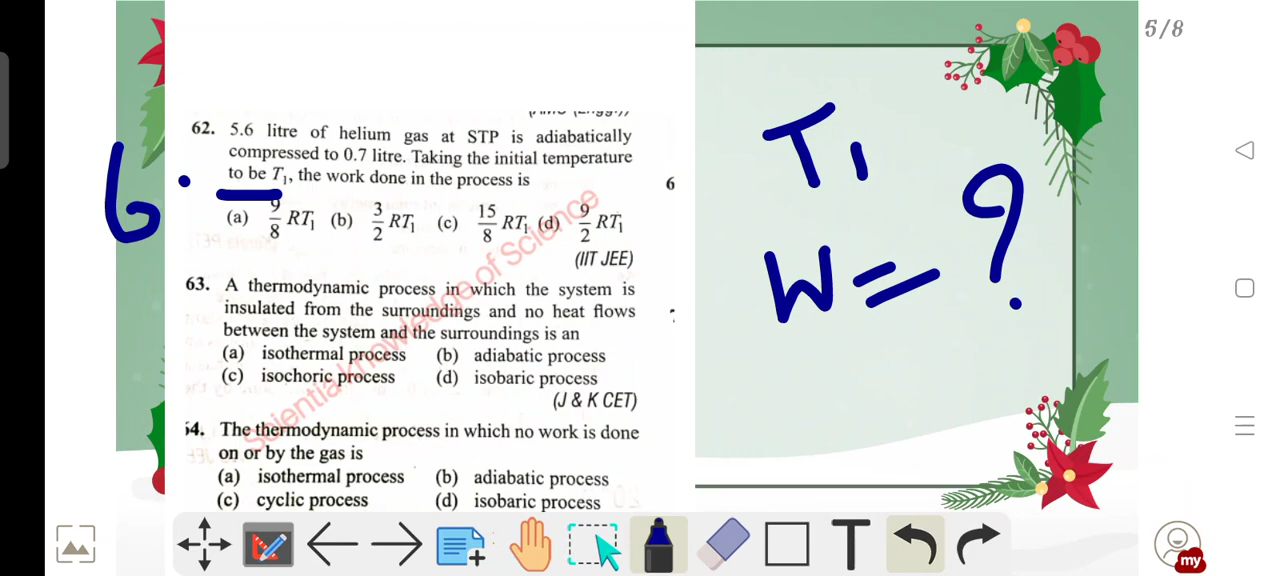 5/8
62. 5.6 litre of helium gas at STP is adiabatically
compressed to 0.7 litre. Taking the initial temperature
to be T₁, the work done in the process is
(a) 9/8 RT₁ (b) 3/2 RT₁ (c) 15/8 RT₁ (d) 9/2 RT₁
(IIT JEE)
63. A thermodynamic process in which the system is
insulated from the surroundings and no heat flows
between the system and the surroundings is an
(a) isothermal process (b) adiabatic process
(c) isochoric process (d) isobaric process
(J & K CET)
64. The thermodynamic process in which no work is done
on or by the gas is
(a) isothermal process (b) adiabatic process
(c) cyclic process (d) isobaric process
Scientia knowledge of Science
6
6
T₁
W = ?
T
my